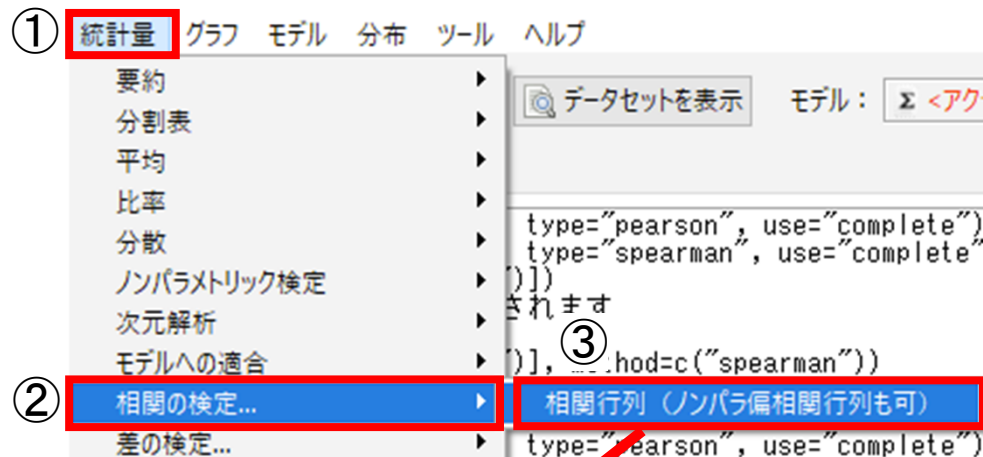 ① 統計量 グラフ モデル 分布 ツール ヘルプ
要約
データセットを表示 モデル: Σ <アク
分割表
平均
比率
type="pearson", use="complete")
分散
type="spearman", use="complete"
ノンパラメトリック検定
)])
されます
次元解析
③
モデルへの適合
)], hod=c("spearman"))
② 相関の検定... 相関行列（ノンパラ偏相関行列も可）
差の検定...
type="pearson", use="complete")